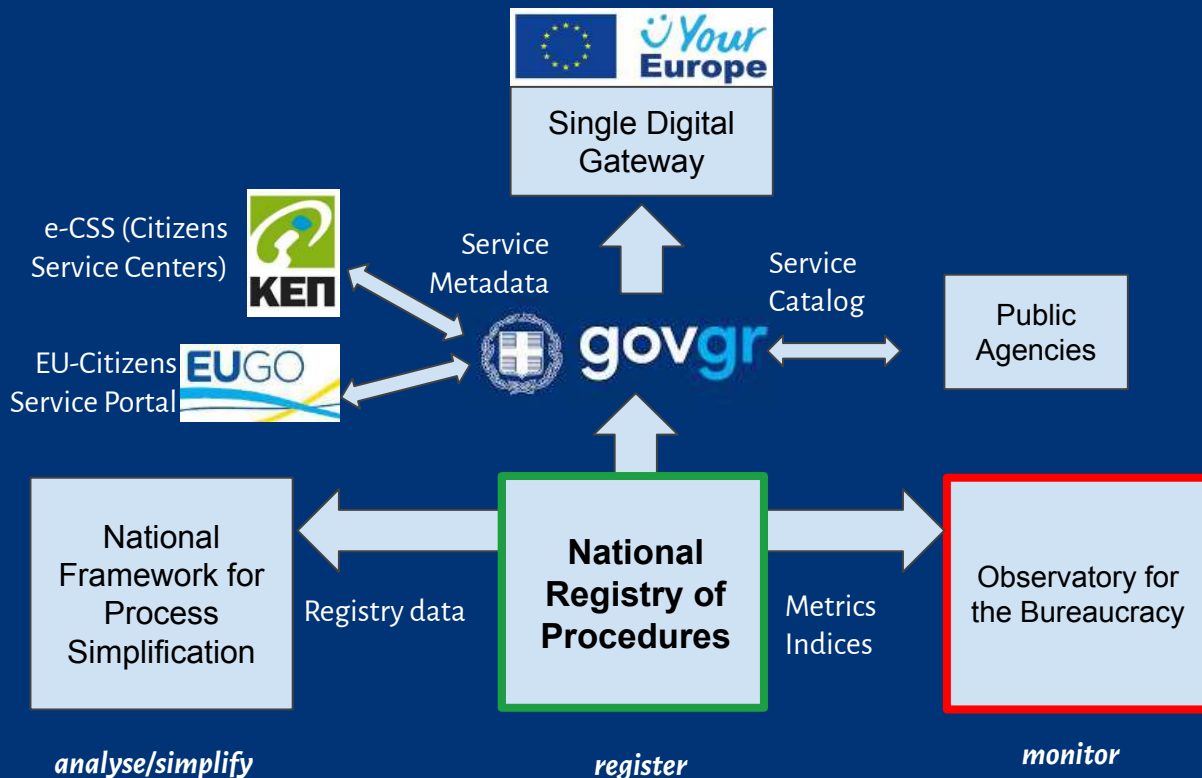 Your
Europe
Single Digital
Gateway
e-CSS (Citizens
Service Centers)
ΚΕΠ
Service
Metadata
Service
Catalog
govgr
Public
Agencies
EU-Citizens
Service Portal
EUGO
National
Framework for
Process
Simplification
Registry data
National
Registry of
Procedures
Metrics
Indices
Observatory for
the Bureaucracy
analyse/simplify
register
monitor